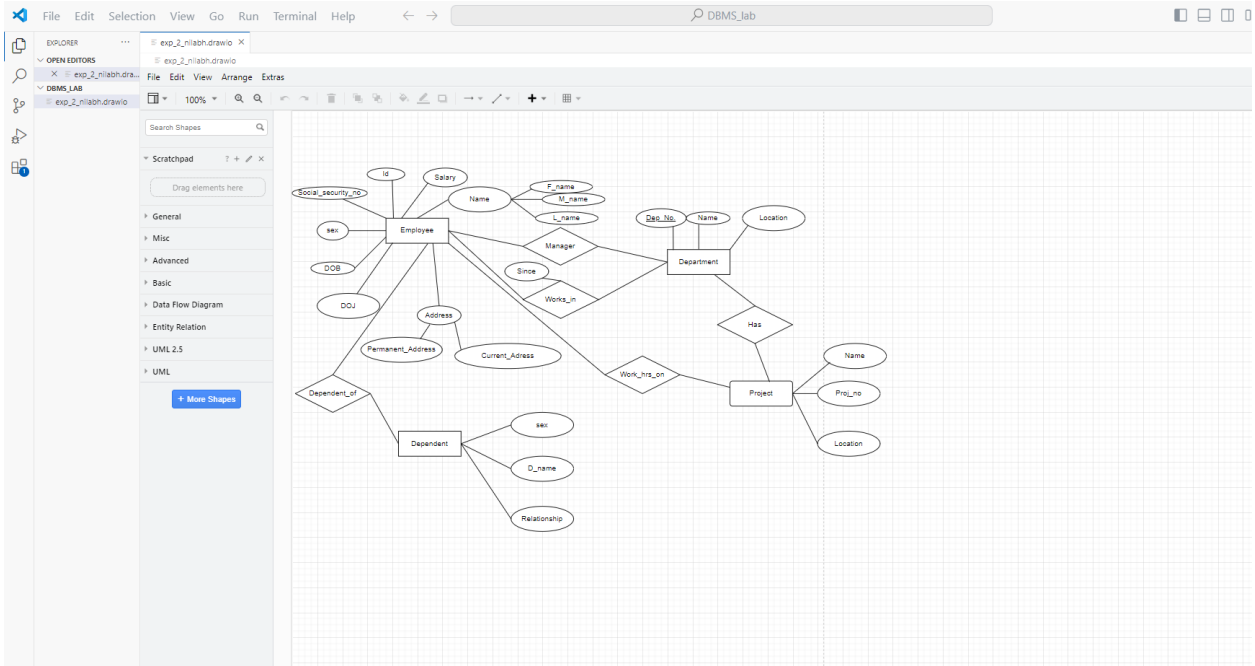 File Edit Selection View Go Run Terminal Help
DBMS_lab
EXPLORER
OPEN EDITORS
exp_2_nilabh.dra...
DBMS_LAB
exp_2_nilabh.drawio
1
exp_2_nilabh.drawio
exp_2_nilabh.drawio
File Edit View Arrange Extras
100%
Search Shapes
Scratchpad
Drag elements here
General
Misc
Advanced
Basic
Data Flow Diagram
Entity Relation
UML 2.5
UML
+ More Shapes
Id
Salary
Social_security_no
Name
F_name
M_name
L_name
sex
Employee
DOB
DOJ
Manager
Since
Works_in
Dep_No.
Name
Location
Department
Address
Permanent_Address
Current_Adress
Has
Work_hrs_on
Project
Name
Proj_no
Location
Dependent_of
Dependent
sex
D_name
Relationship